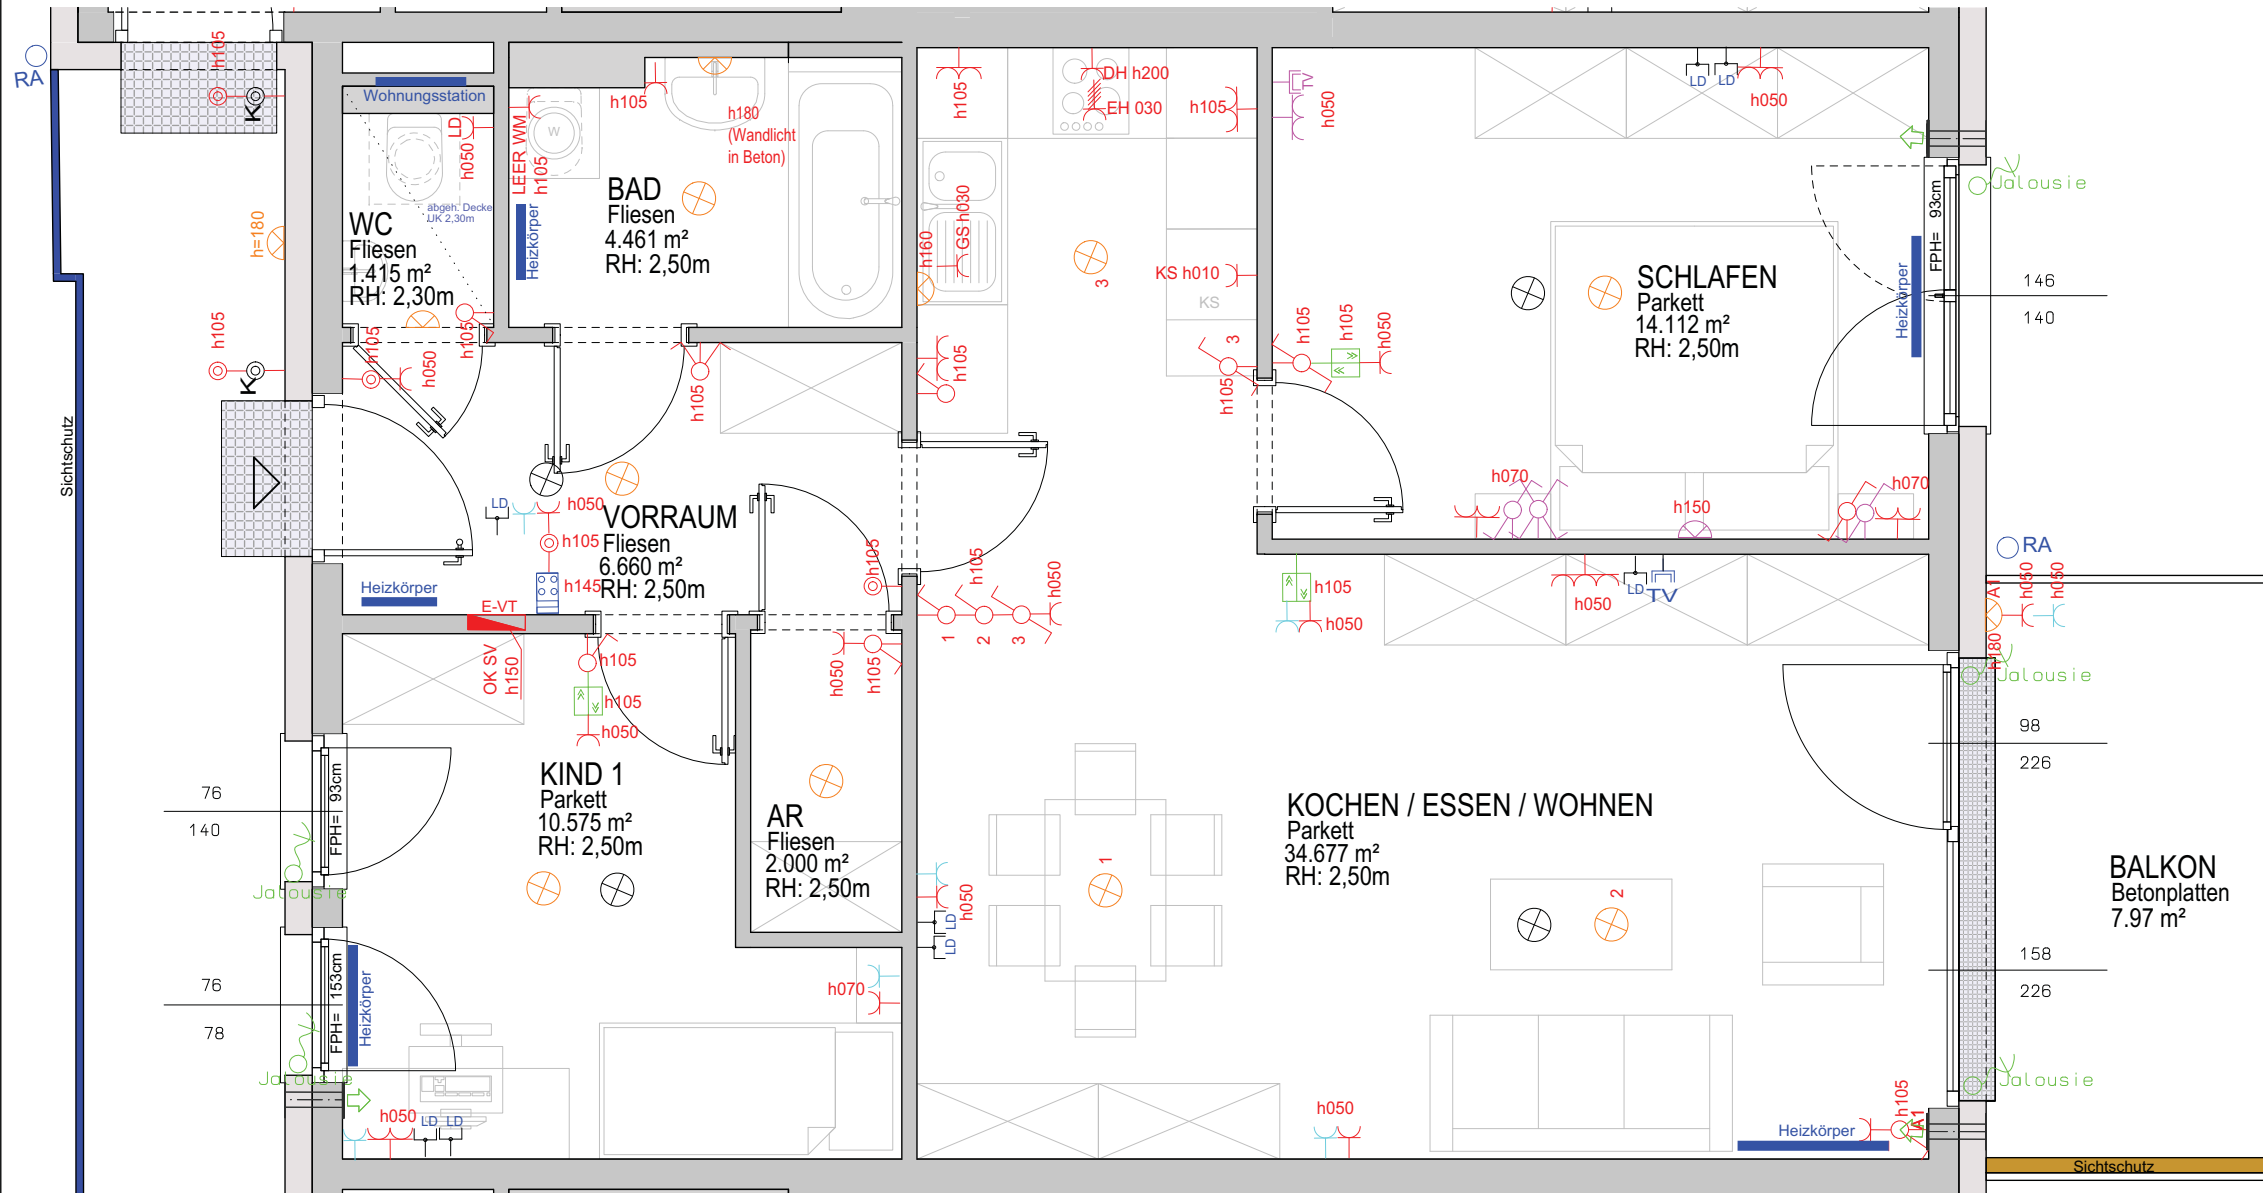 RA
h105
K
Wohnungsstation
LD
h050
abgeh. Decke
UK 2,30m
WC
Fliesen
1.415 m²
RH: 2,30m
h=180
h105
h105
K
h105
h050
LEER WM
h105
W
h105
Heizkörper
BAD
Fliesen
4.461 m²
RH: 2,50m
h180
(Wandlicht
in Beton)
h105
DH h200
EH 030
h105
h160
GS h030
3
KS h010
KS
h105
h105
3
h105
TV
h050
LD
LD
h050
Jalousie
FPH= 93cm
Heizkörper
SCHLAFEN
Parkett
14.112 m²
RH: 2,50m
146
140
h105
h105
h050
h070
h150
h070
Sichtschutz
LD
h050
h105
h145
VORRAUM
Fliesen
6.660 m²
RH: 2,50m
Heizkörper
E-VT
OK SV
h150
h105
h105
h050
h105
h050
h105
h105
h050
1
2
3
h105
h050
h050
LD
TV
RA
A1
h050
h050
h180
Jalousie
KIND 1
Parkett
10.575 m²
RH: 2,50m
76
140
FPH= 93cm
Jalousie
76
78
FPH= 153cm
Heizkörper
Jalousie
h050
LD
LD
AR
Fliesen
2.000 m²
RH: 2,50m
h070
h050
LD
LD
1
KOCHEN / ESSEN / WOHNEN
Parkett
34.677 m²
RH: 2,50m
2
98
226
BALKON
Betonplatten
7.97 m²
158
226
Jalousie
h050
Heizkörper
h105
A1
Sichtschutz